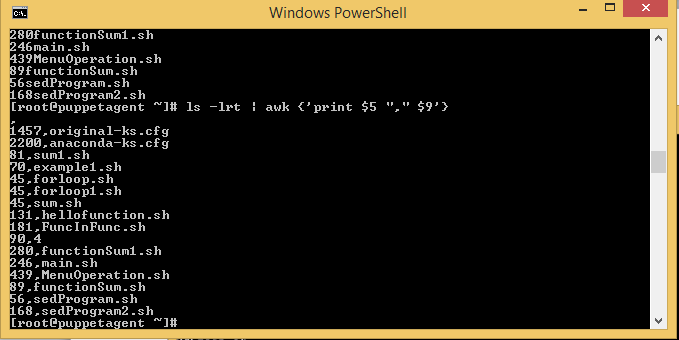 Windows PowerShell
280functionSum1.sh
246main.sh
439MenuOperation.sh
89functionSum.sh
56sedProgram.sh
168sedProgram2.sh
[root@puppetagent ~]# ls -lrt | awk {'print $5 "," $9'}
,
1457,original-ks.cfg
2200,anaconda-ks.cfg
81,sum1.sh
70,example1.sh
45,forloop.sh
45,forloop1.sh
45,sum.sh
131,hellofunction.sh
181,FuncInFunc.sh
90,4
280,functionSum1.sh
246,main.sh
439,MenuOperation.sh
89,functionSum.sh
56,sedProgram.sh
168,sedProgram2.sh
[root@puppetagent ~]#